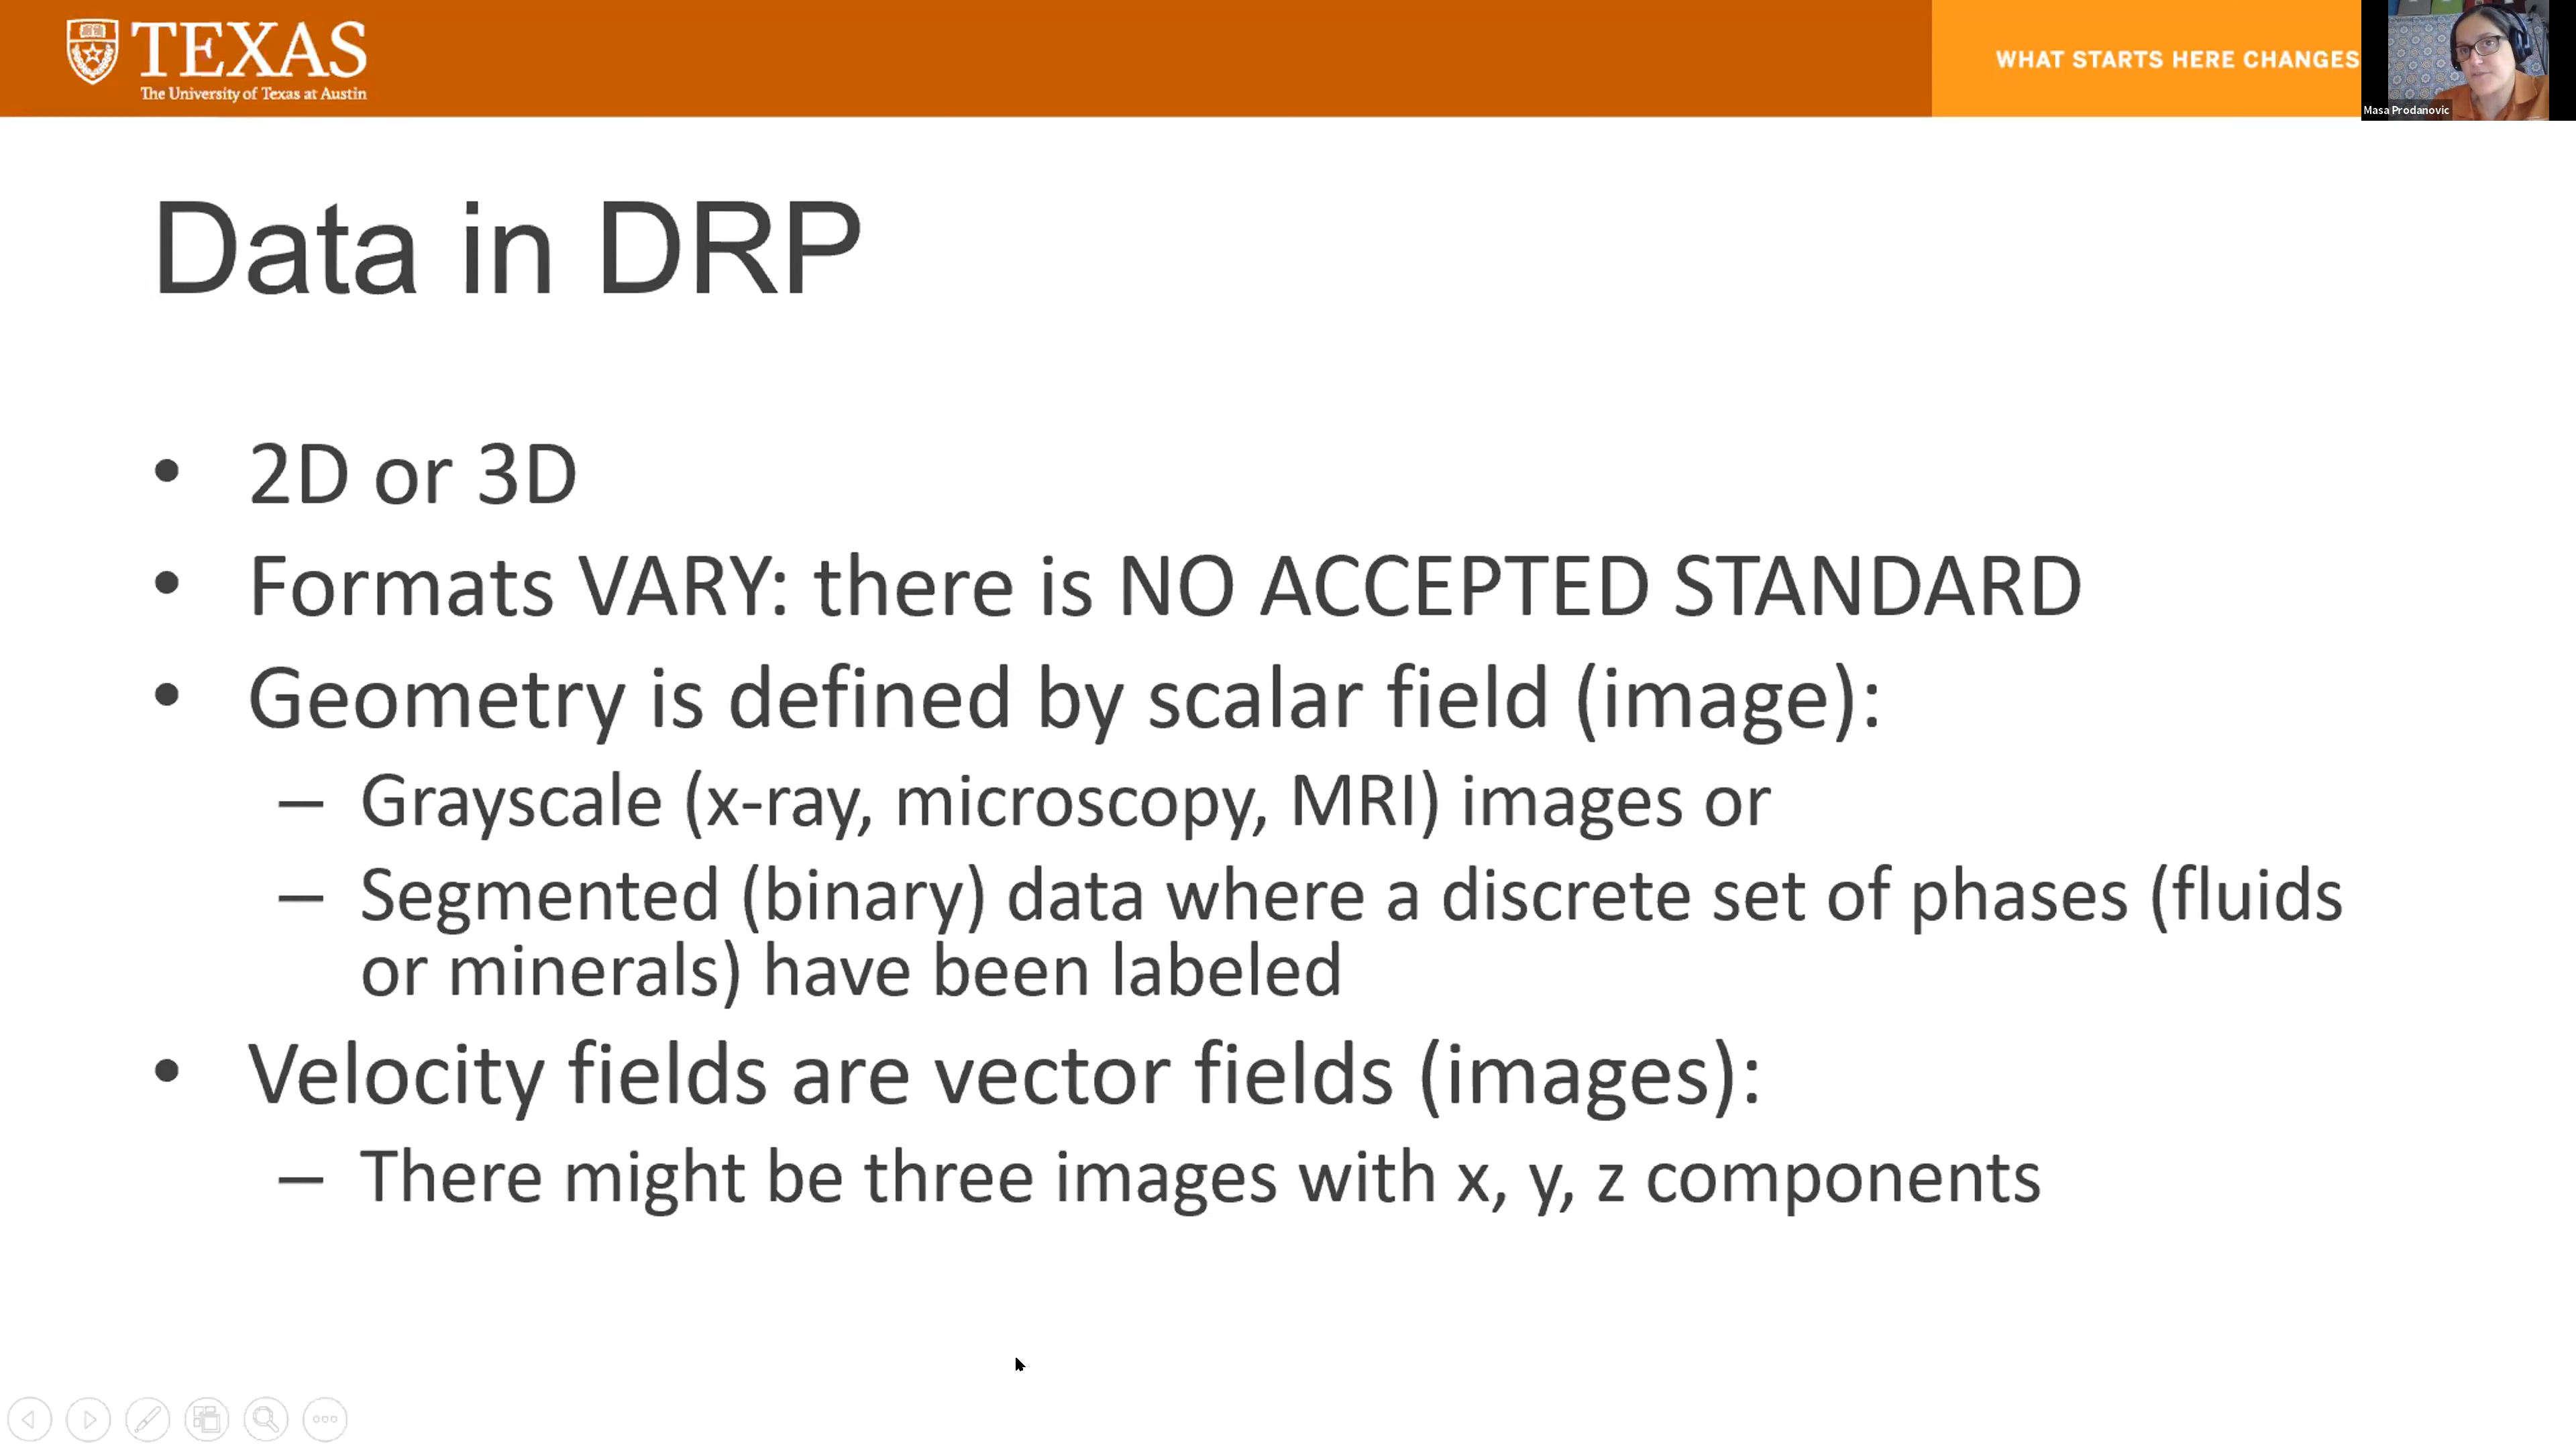 TEXAS
The University of Texas at Austin
WHAT STARTS HERE CHANGES
Masa Prodanovic
Data in DRP
• 2D or 3D
• Formats VARY: there is NO ACCEPTED STANDARD
• Geometry is defined by scalar field (image):
– Grayscale (x-ray, microscopy, MRI) images or
– Segmented (binary) data where a discrete set of phases (fluids
or minerals) have been labeled
• Velocity fields are vector fields (images):
– There might be three images with x, y, z components